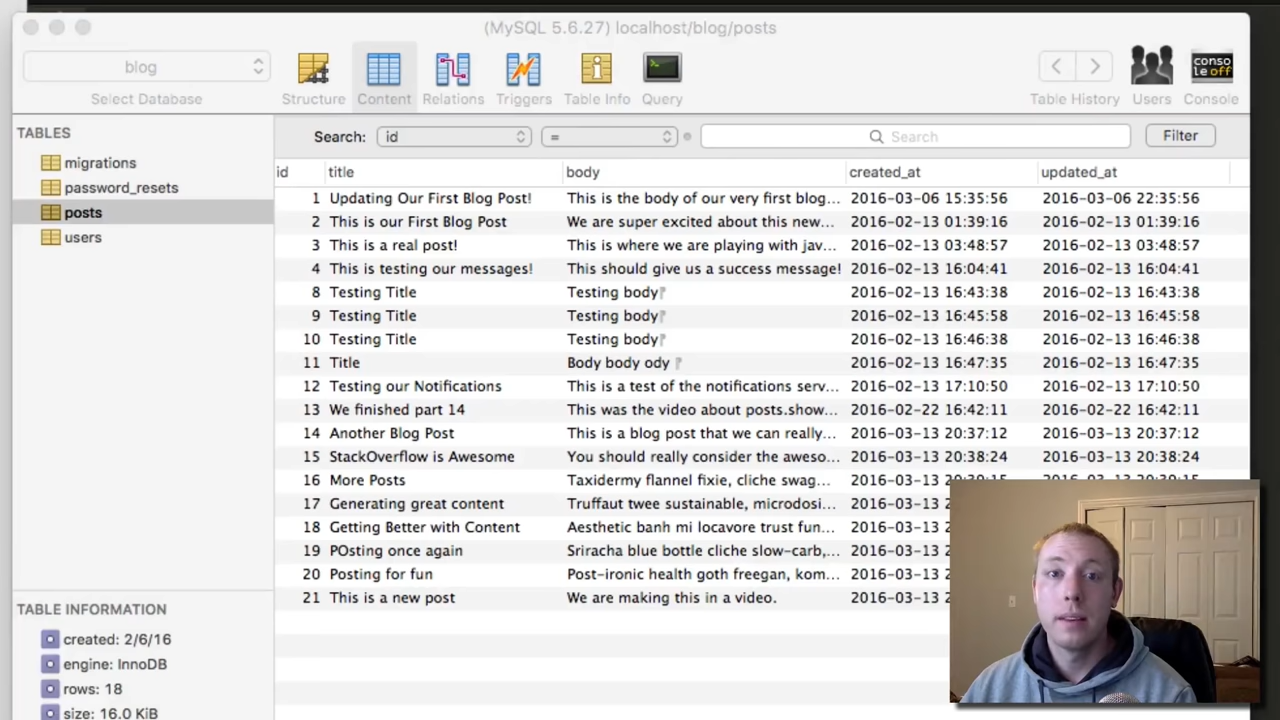 (MySQL 5.6.27) localhost/blog/posts
blog
Select Database
Structure Content Relations Triggers Table Info Query
Table History Users Console
conso
le off
TABLES
migrations
password_resets
posts
users
Search: id = Search Filter
id title body created_at updated_at
1 Updating Our First Blog Post! This is the body of our very first blog... 2016-03-06 15:35:56 2016-03-06 22:35:56
2 This is our First Blog Post We are super excited about this new... 2016-02-13 01:39:16 2016-02-13 01:39:16
3 This is a real post! This is where we are playing with jav... 2016-02-13 03:48:57 2016-02-13 03:48:57
4 This is testing our messages! This should give us a success message! 2016-02-13 16:04:41 2016-02-13 16:04:41
8 Testing Title Testing body 2016-02-13 16:43:38 2016-02-13 16:43:38
9 Testing Title Testing body 2016-02-13 16:45:58 2016-02-13 16:45:58
10 Testing Title Testing body 2016-02-13 16:46:38 2016-02-13 16:46:38
11 Title Body body ody 2016-02-13 16:47:35 2016-02-13 16:47:35
12 Testing our Notifications This is a test of the notifications serv... 2016-02-13 17:10:50 2016-02-13 17:10:50
13 We finished part 14 This was the video about posts.show... 2016-02-22 16:42:11 2016-02-22 16:42:11
14 Another Blog Post This is a blog post that we can really... 2016-03-13 20:37:12 2016-03-13 20:37:12
15 StackOverflow is Awesome You should really consider the aweso... 2016-03-13 20:38:24 2016-03-13 20:38:24
16 More Posts Taxidermy flannel fixie, cliche swag... 2016-03-13
17 Generating great content Truffaut twee sustainable, microdosi... 2016-03-13
18 Getting Better with Content Aesthetic banh mi locavore trust fun... 2016-03-13
19 POsting once again Sriracha blue bottle cliche slow-carb,... 2016-03-13
20 Posting for fun Post-ironic health goth freegan, kom... 2016-03-13
21 This is a new post We are making this in a video. 2016-03-13
TABLE INFORMATION
created: 2/6/16
engine: InnoDB
rows: 18
size: 16.0 KiB